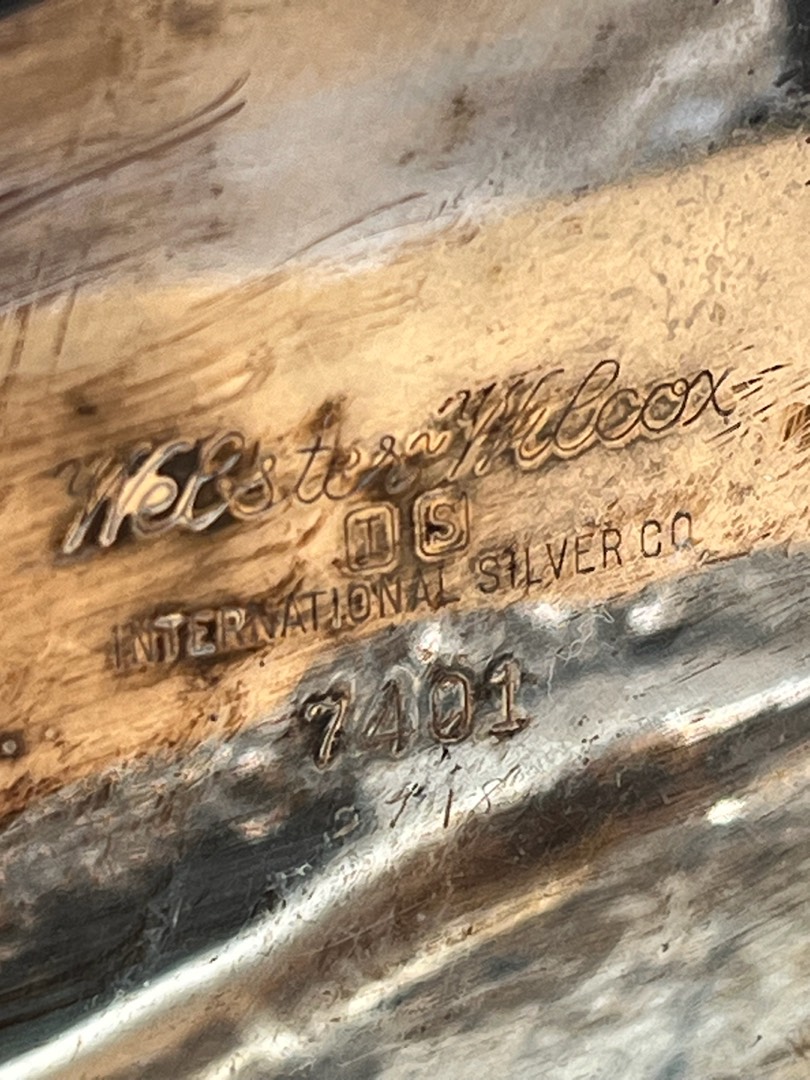 Webster-Wilcox
I S
INTERNATIONAL SILVER CO.
7401